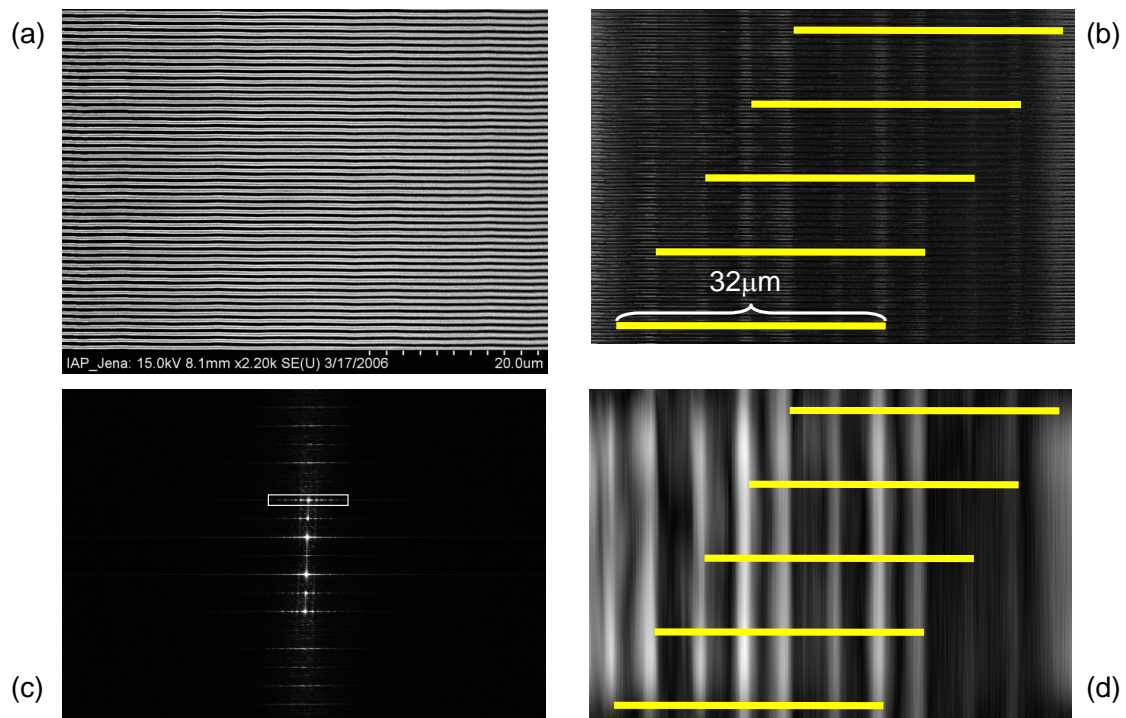 (a)
(b)
32μm
IAP_Jena: 15.0kV 8.1mm x2.20k SE(U) 3/17/2006 20.0um
(c)
(d)